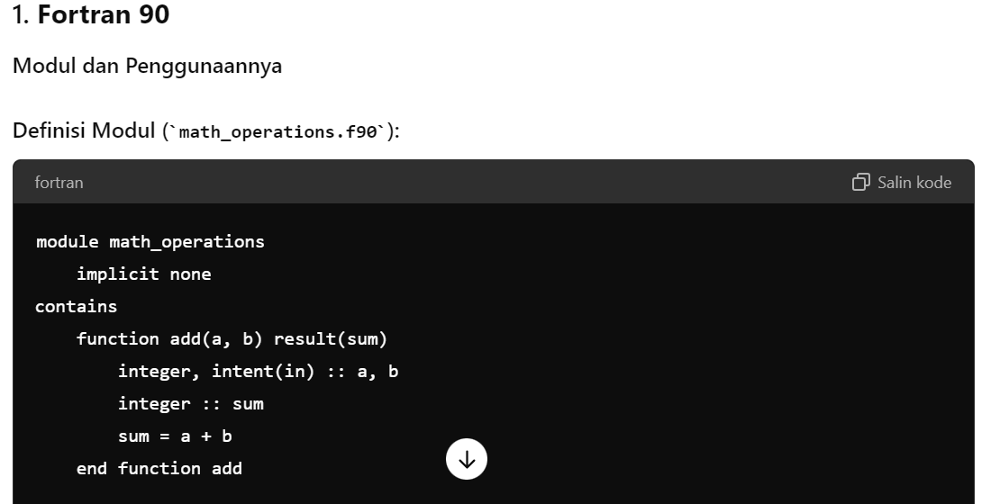 1. Fortran 90
Modul dan Penggunaannya
Definisi Modul (`math_operations.f90`):
fortran
Salin kode
module math_operations
    implicit none
contains
    function add(a, b) result(sum)
        integer, intent(in) :: a, b
        integer :: sum
        sum = a + b
    end function add